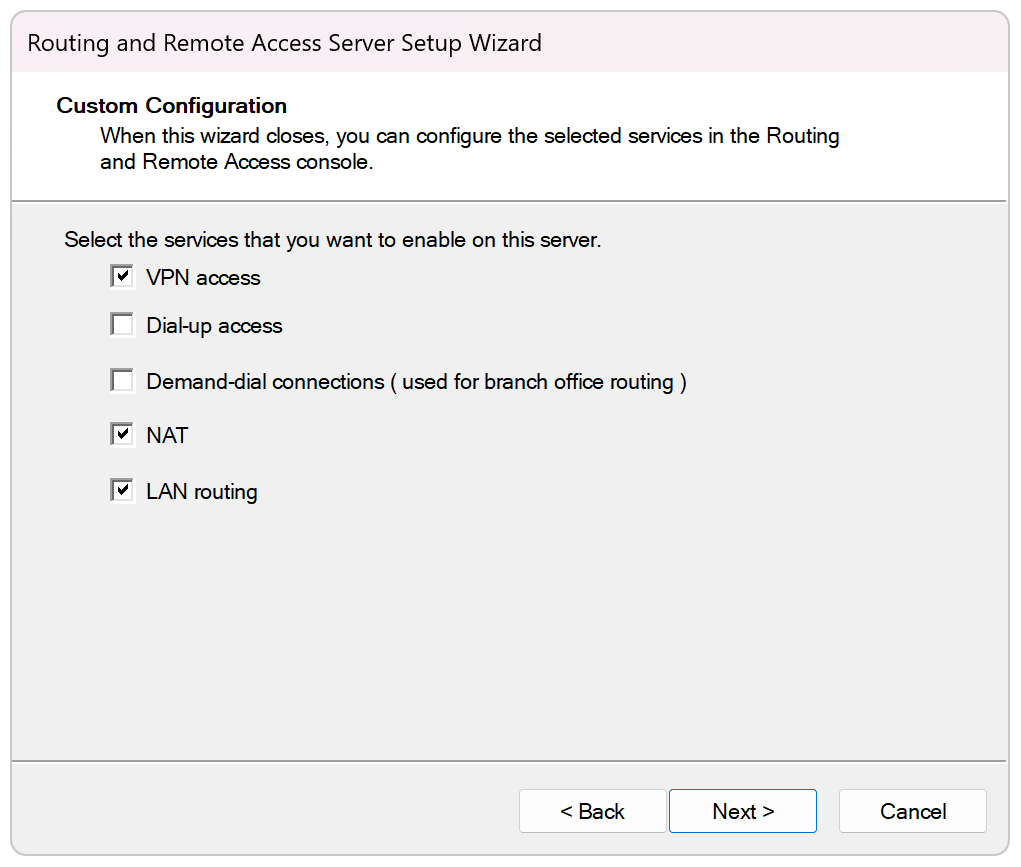 Routing and Remote Access Server Setup Wizard
Custom Configuration
When this wizard closes, you can configure the selected services in the Routing
and Remote Access console.
Select the services that you want to enable on this server.
VPN access
Dial-up access
Demand-dial connections ( used for branch office routing )
NAT
LAN routing
< Back
Next >
Cancel